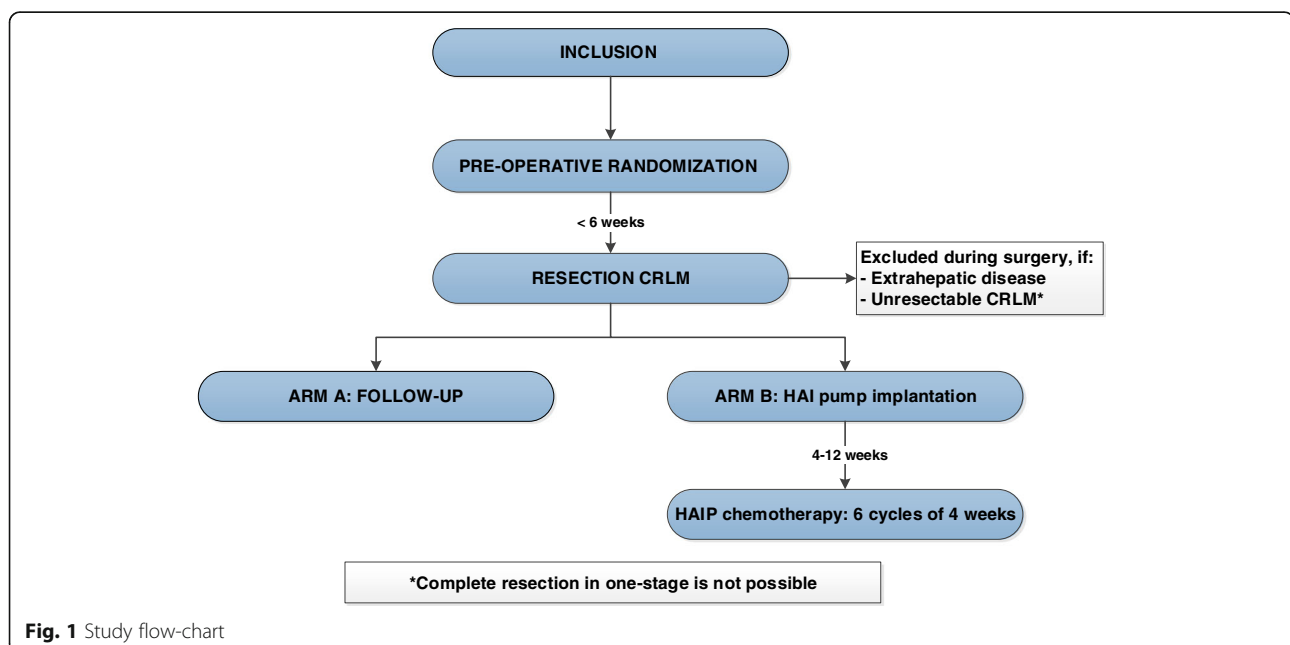 INCLUSION
PRE-OPERATIVE RANDOMIZATION
< 6 weeks
RESECTION CRLM
Excluded during surgery, if:
- Extrahepatic disease
- Unresectable CRLM*
ARM A: FOLLOW-UP
ARM B: HAI pump implantation
4-12 weeks
HAIP chemotherapy: 6 cycles of 4 weeks
*Complete resection in one-stage is not possible
Fig. 1 Study flow-chart